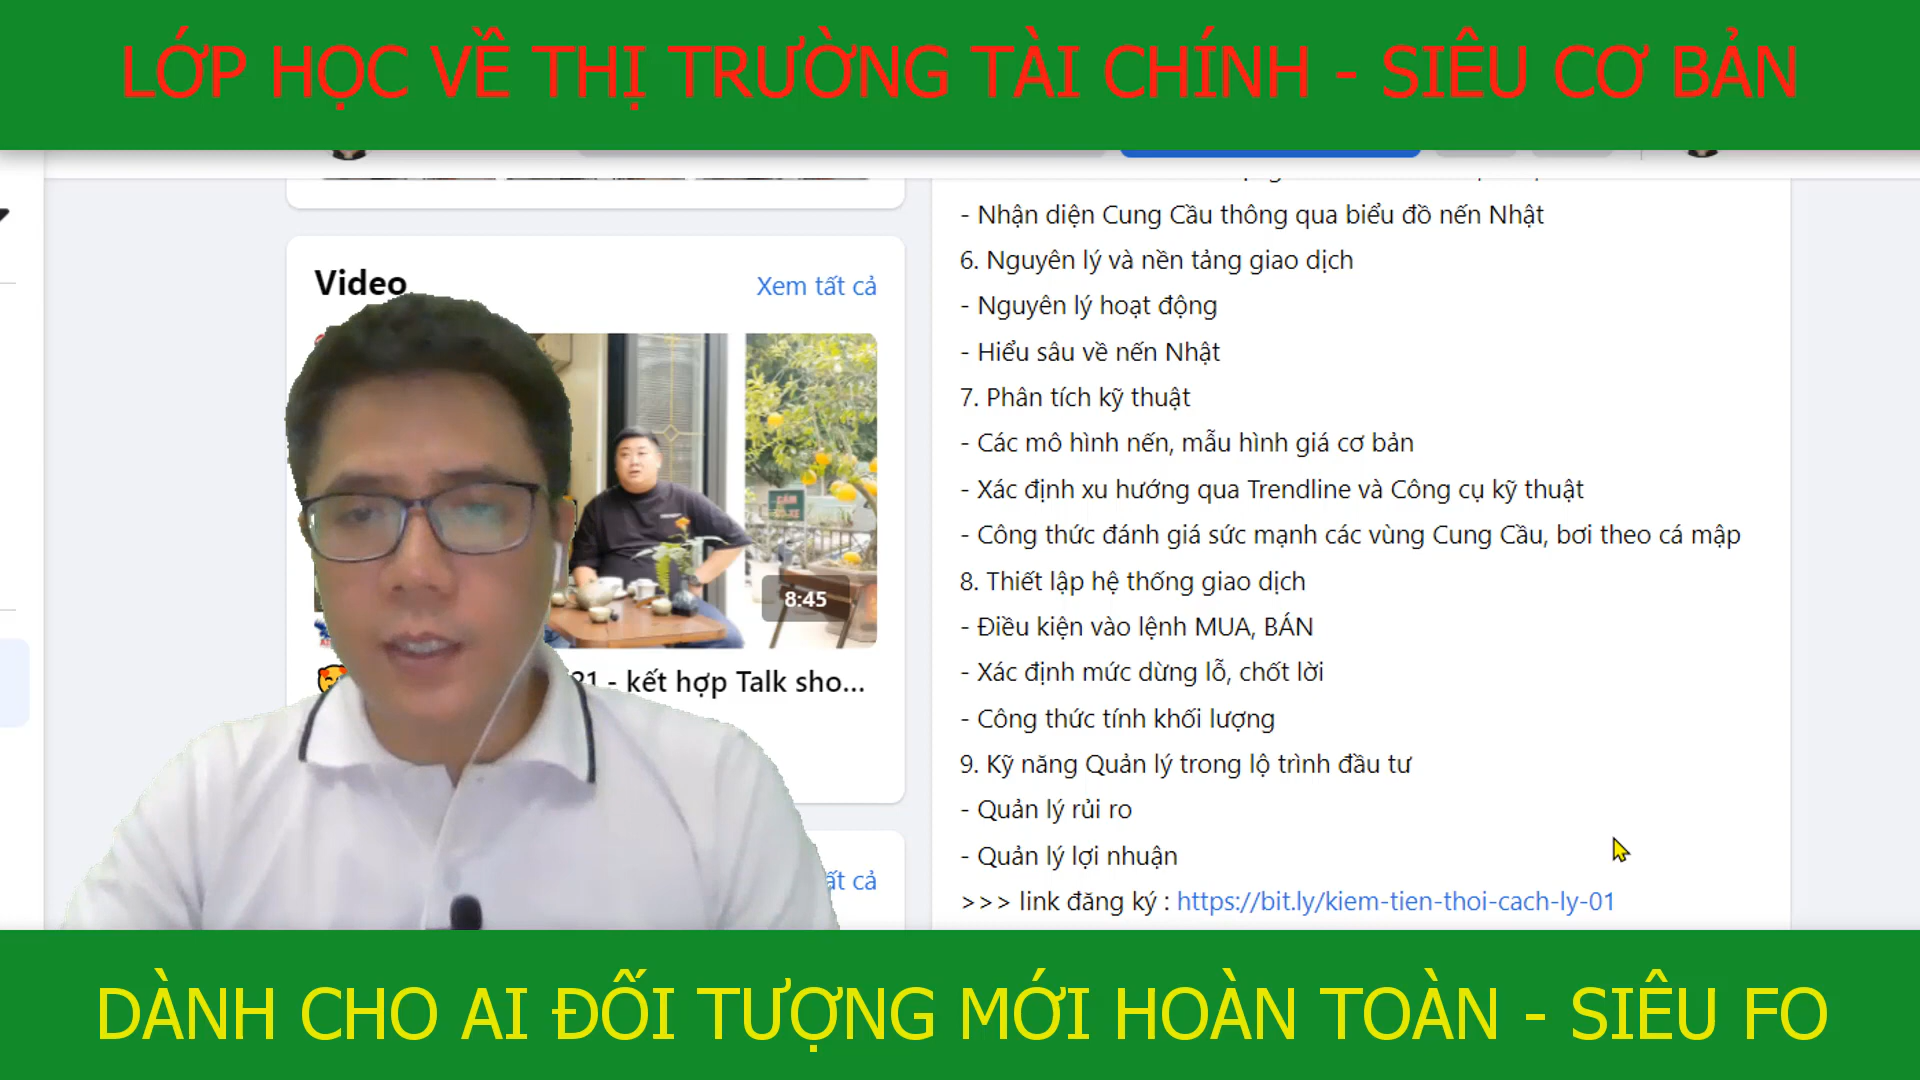 LỚP HỌC VỀ THỊ TRƯỜNG TÀI CHÍNH - SIÊU CƠ BẢN
Video
Xem tất cả
8:45
21 - kết hợp Talk sho...
ất cả
- Nhận diện Cung Cầu thông qua biểu đồ nến Nhật
6. Nguyên lý và nền tảng giao dịch
- Nguyên lý hoạt động
- Hiểu sâu về nến Nhật
7. Phân tích kỹ thuật
- Các mô hình nến, mẫu hình giá cơ bản
- Xác định xu hướng qua Trendline và Công cụ kỹ thuật
- Công thức đánh giá sức mạnh các vùng Cung Cầu, bơi theo cá mập
8. Thiết lập hệ thống giao dịch
- Điều kiện vào lệnh MUA, BÁN
- Xác định mức dừng lỗ, chốt lời
- Công thức tính khối lượng
9. Kỹ năng Quản lý trong lộ trình đầu tư
- Quản lý rủi ro
- Quản lý lợi nhuận
>>> link đăng ký : https://bit.ly/kiem-tien-thoi-cach-ly-01
DÀNH CHO AI ĐỐI TƯỢNG MỚI HOÀN TOÀN - SIÊU FO